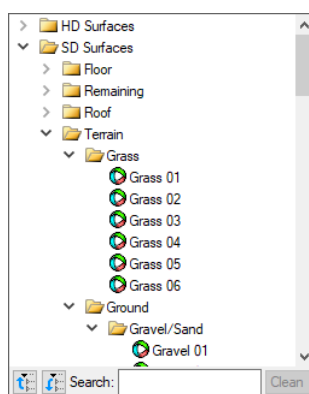 HD Surfaces
SD Surfaces
Floor
Remaining
Roof
Terrain
Grass
Grass 01
Grass 02
Grass 03
Grass 04
Grass 05
Grass 06
Ground
Gravel/Sand
Gravel 01
Search:
Clean